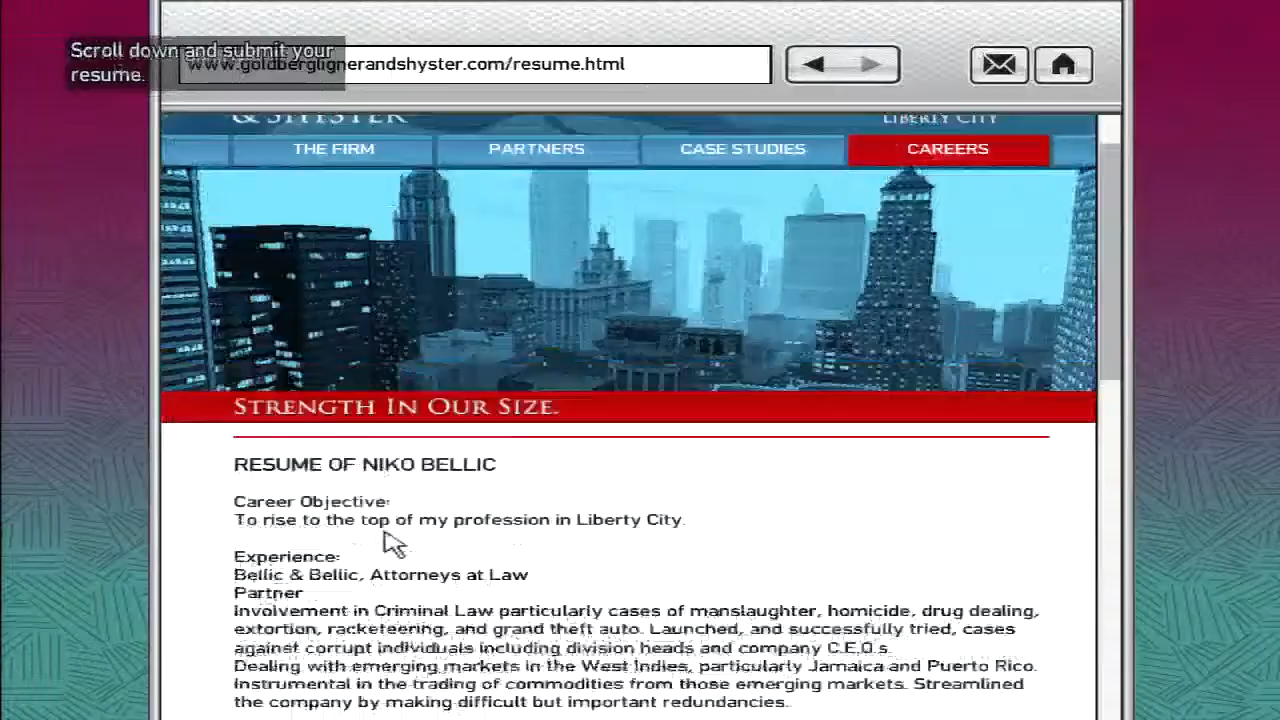 Scroll down and submit your
resume.
www.goldberglignerandshyster.com/resume.html
& SHYSTER
LIBERTY CITY
THE FIRM
PARTNERS
CASE STUDIES
CAREERS
STRENGTH IN OUR SIZE.
RESUME OF NIKO BELLIC
Career Objective:
To rise to the top of my profession in Liberty City.
Experience:
Bellic & Bellic, Attorneys at Law
Partner
Involvement in Criminal Law particularly cases of manslaughter, homicide, drug dealing,
extortion, racketeering, and grand theft auto. Launched, and successfully tried, cases
against corrupt individuals including division heads and company C.E.O.s.
Dealing with emerging markets in the West Indies, particularly Jamaica and Puerto Rico.
Instrumental in the trading of commodities from those emerging markets. Streamlined
the company by making difficult but important redundancies.